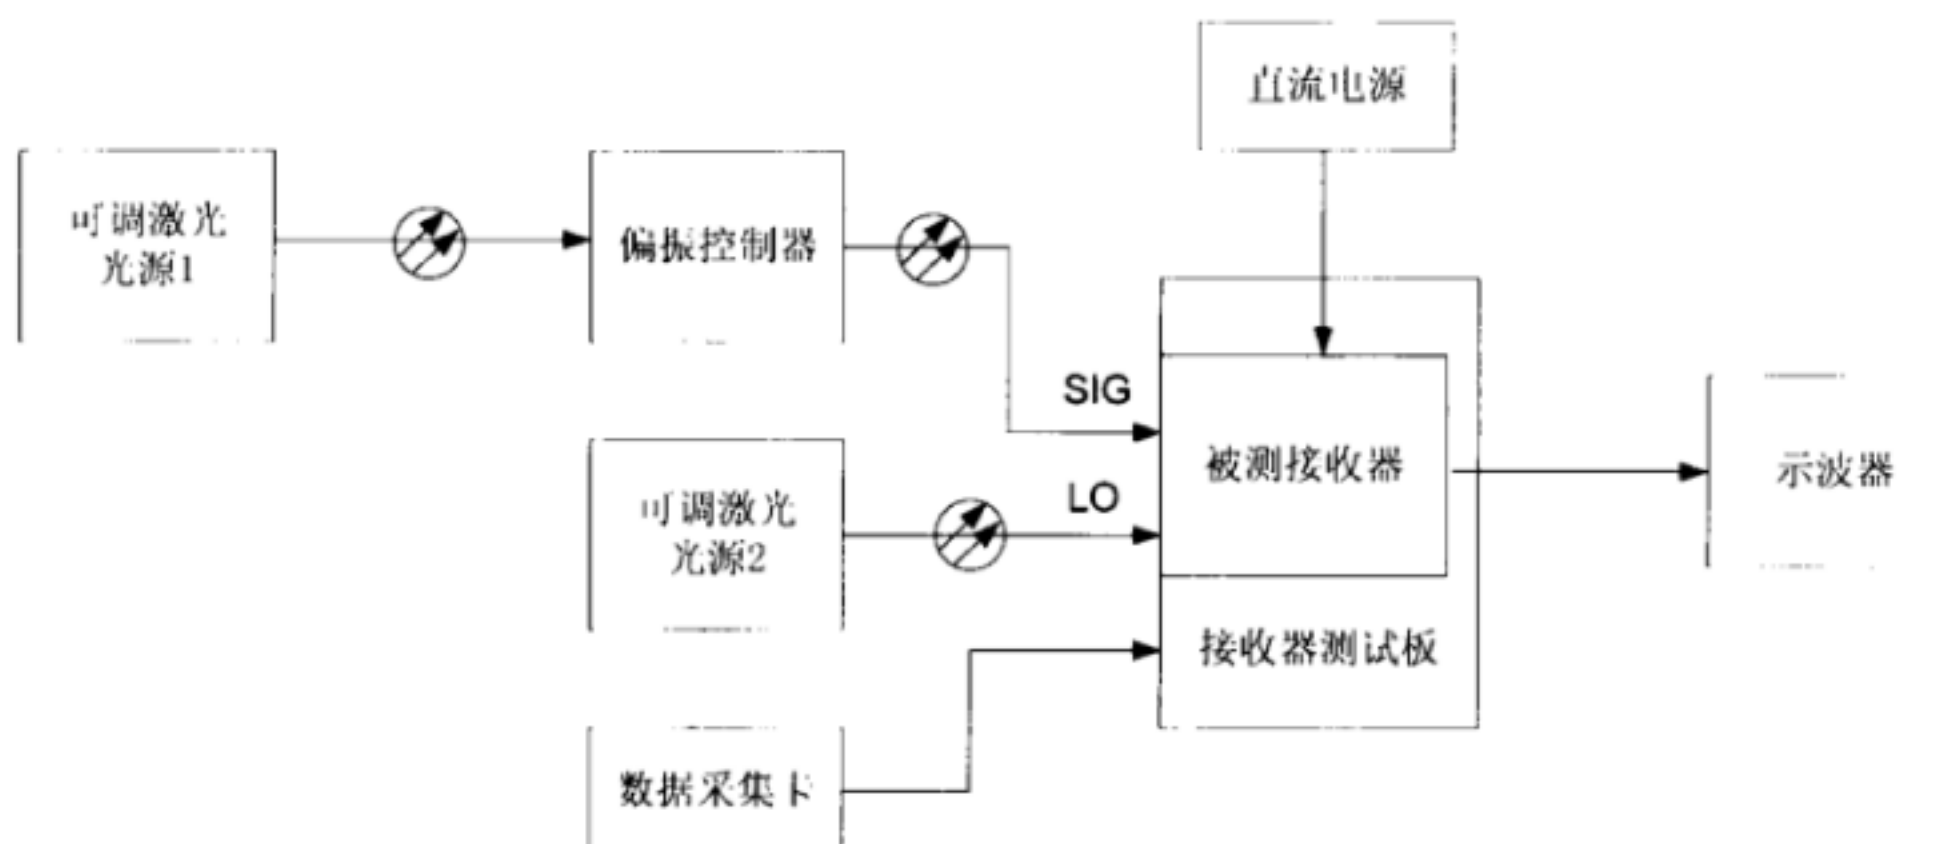 直流电源
可调激光
光源1
偏振控制器
SIG
被测接收器
示波器
LO
可调激光
光源2
接收器测试板
数据采集卡